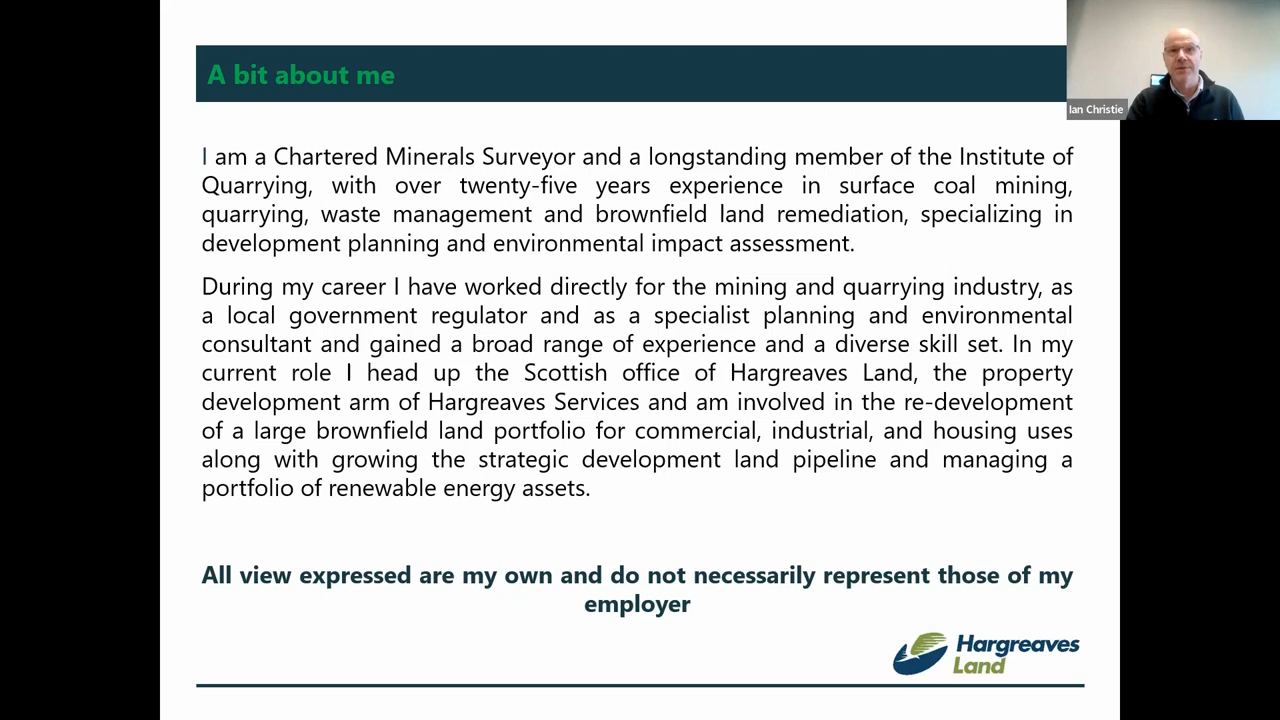 A bit about me
Ian Christie
I am a Chartered Minerals Surveyor and a longstanding member of the Institute of
Quarrying, with over twenty-five years experience in surface coal mining,
quarrying, waste management and brownfield land remediation, specializing in
development planning and environmental impact assessment.
During my career I have worked directly for the mining and quarrying industry, as
a local government regulator and as a specialist planning and environmental
consultant and gained a broad range of experience and a diverse skill set. In my
current role I head up the Scottish office of Hargreaves Land, the property
development arm of Hargreaves Services and am involved in the re-development
of a large brownfield land portfolio for commercial, industrial, and housing uses
along with growing the strategic development land pipeline and managing a
portfolio of renewable energy assets.
All view expressed are my own and do not necessarily represent those of my
employer
Hargreaves
Land